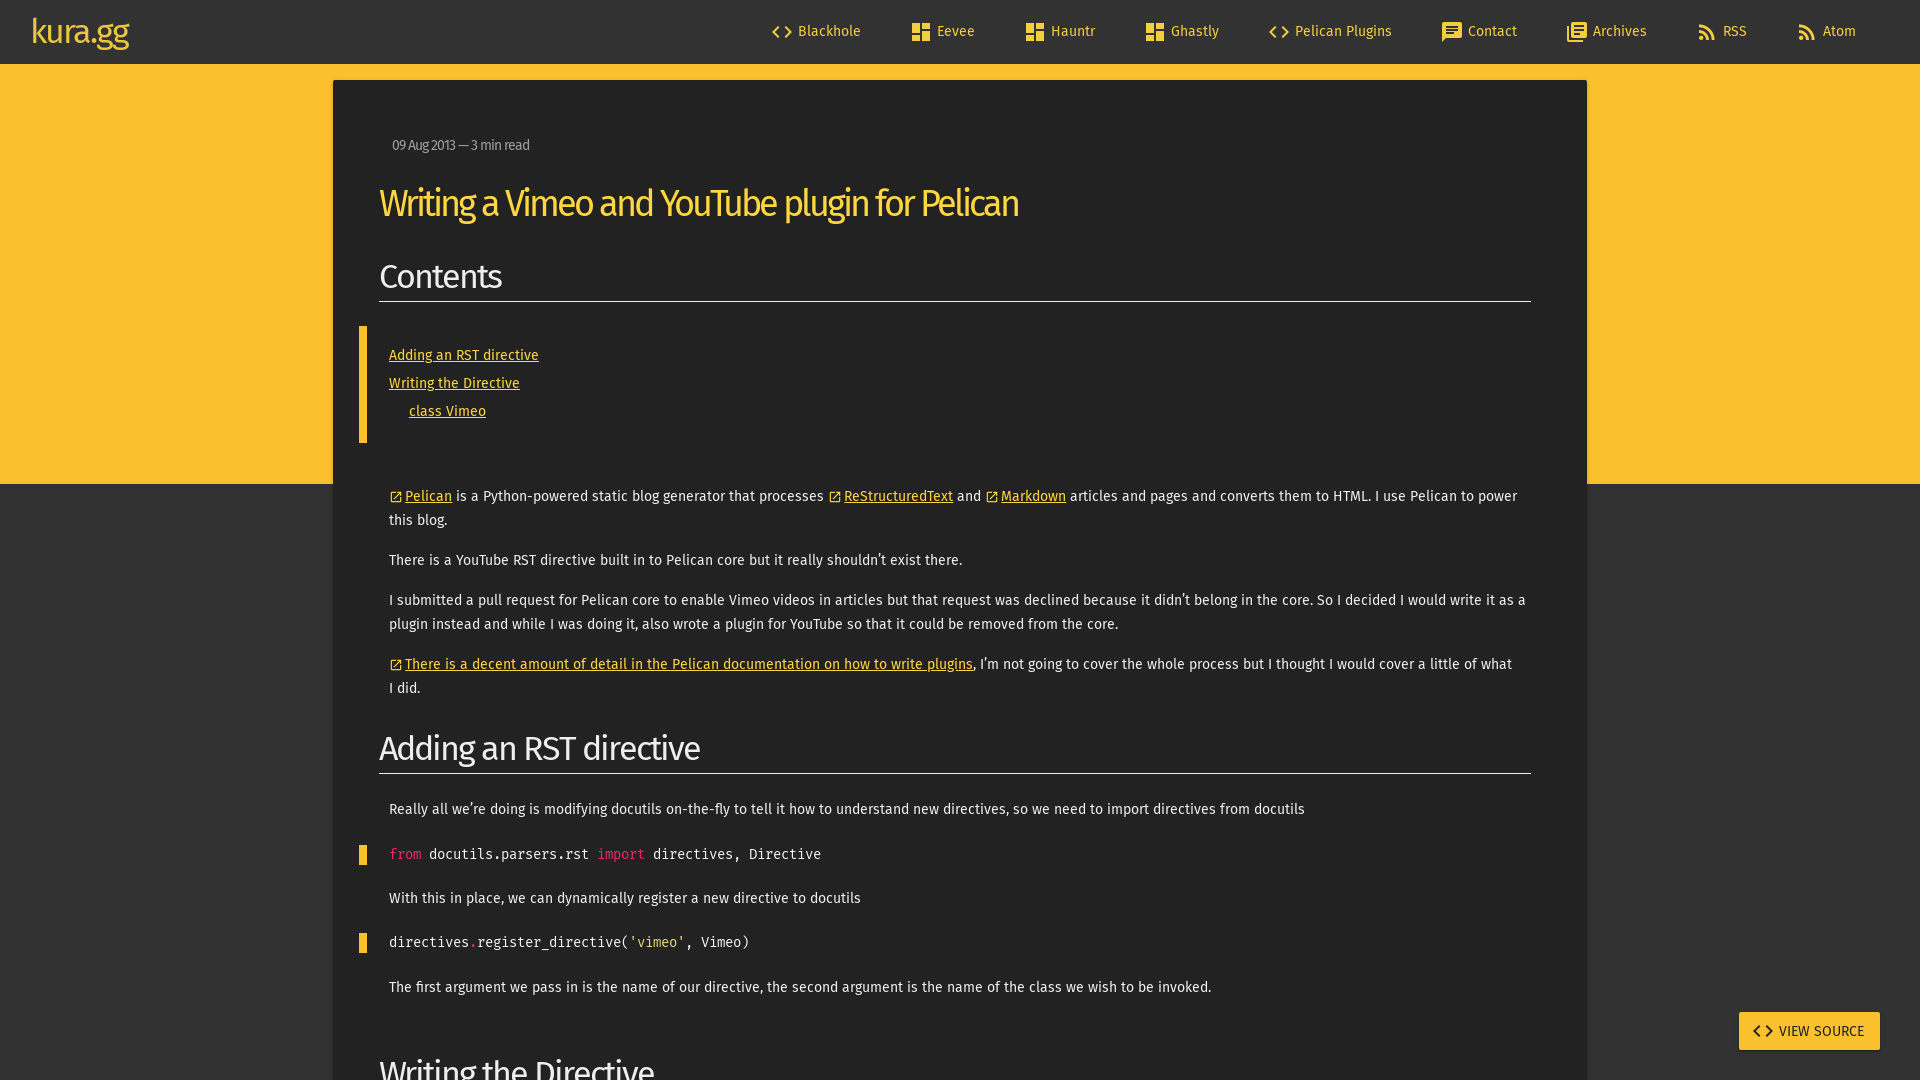 kura.gg
Blackhole
Eevee
Hauntr
Ghastly
Pelican Plugins
Contact
Archives
RSS
Atom
09 Aug 2013 — 3 min read
Writing a Vimeo and YouTube plugin for Pelican
Contents
Adding an RST directive
Writing the Directive
class Vimeo
Pelican is a Python-powered static blog generator that processes ReStructuredText and Markdown articles and pages and converts them to HTML. I use Pelican to power
this blog.
There is a YouTube RST directive built in to Pelican core but it really shouldn’t exist there.
I submitted a pull request for Pelican core to enable Vimeo videos in articles but that request was declined because it didn’t belong in the core. So I decided I would write it as a
plugin instead and while I was doing it, also wrote a plugin for YouTube so that it could be removed from the core.
There is a decent amount of detail in the Pelican documentation on how to write plugins, I’m not going to cover the whole process but I thought I would cover a little of what
I did.
Adding an RST directive
Really all we’re doing is modifying docutils on-the-fly to tell it how to understand new directives, so we need to import directives from docutils
from docutils.parsers.rst import directives, Directive
With this in place, we can dynamically register a new directive to docutils
directives.register_directive('vimeo', Vimeo)
The first argument we pass in is the name of our directive, the second argument is the name of the class we wish to be invoked.
VIEW SOURCE
Writing the Directive